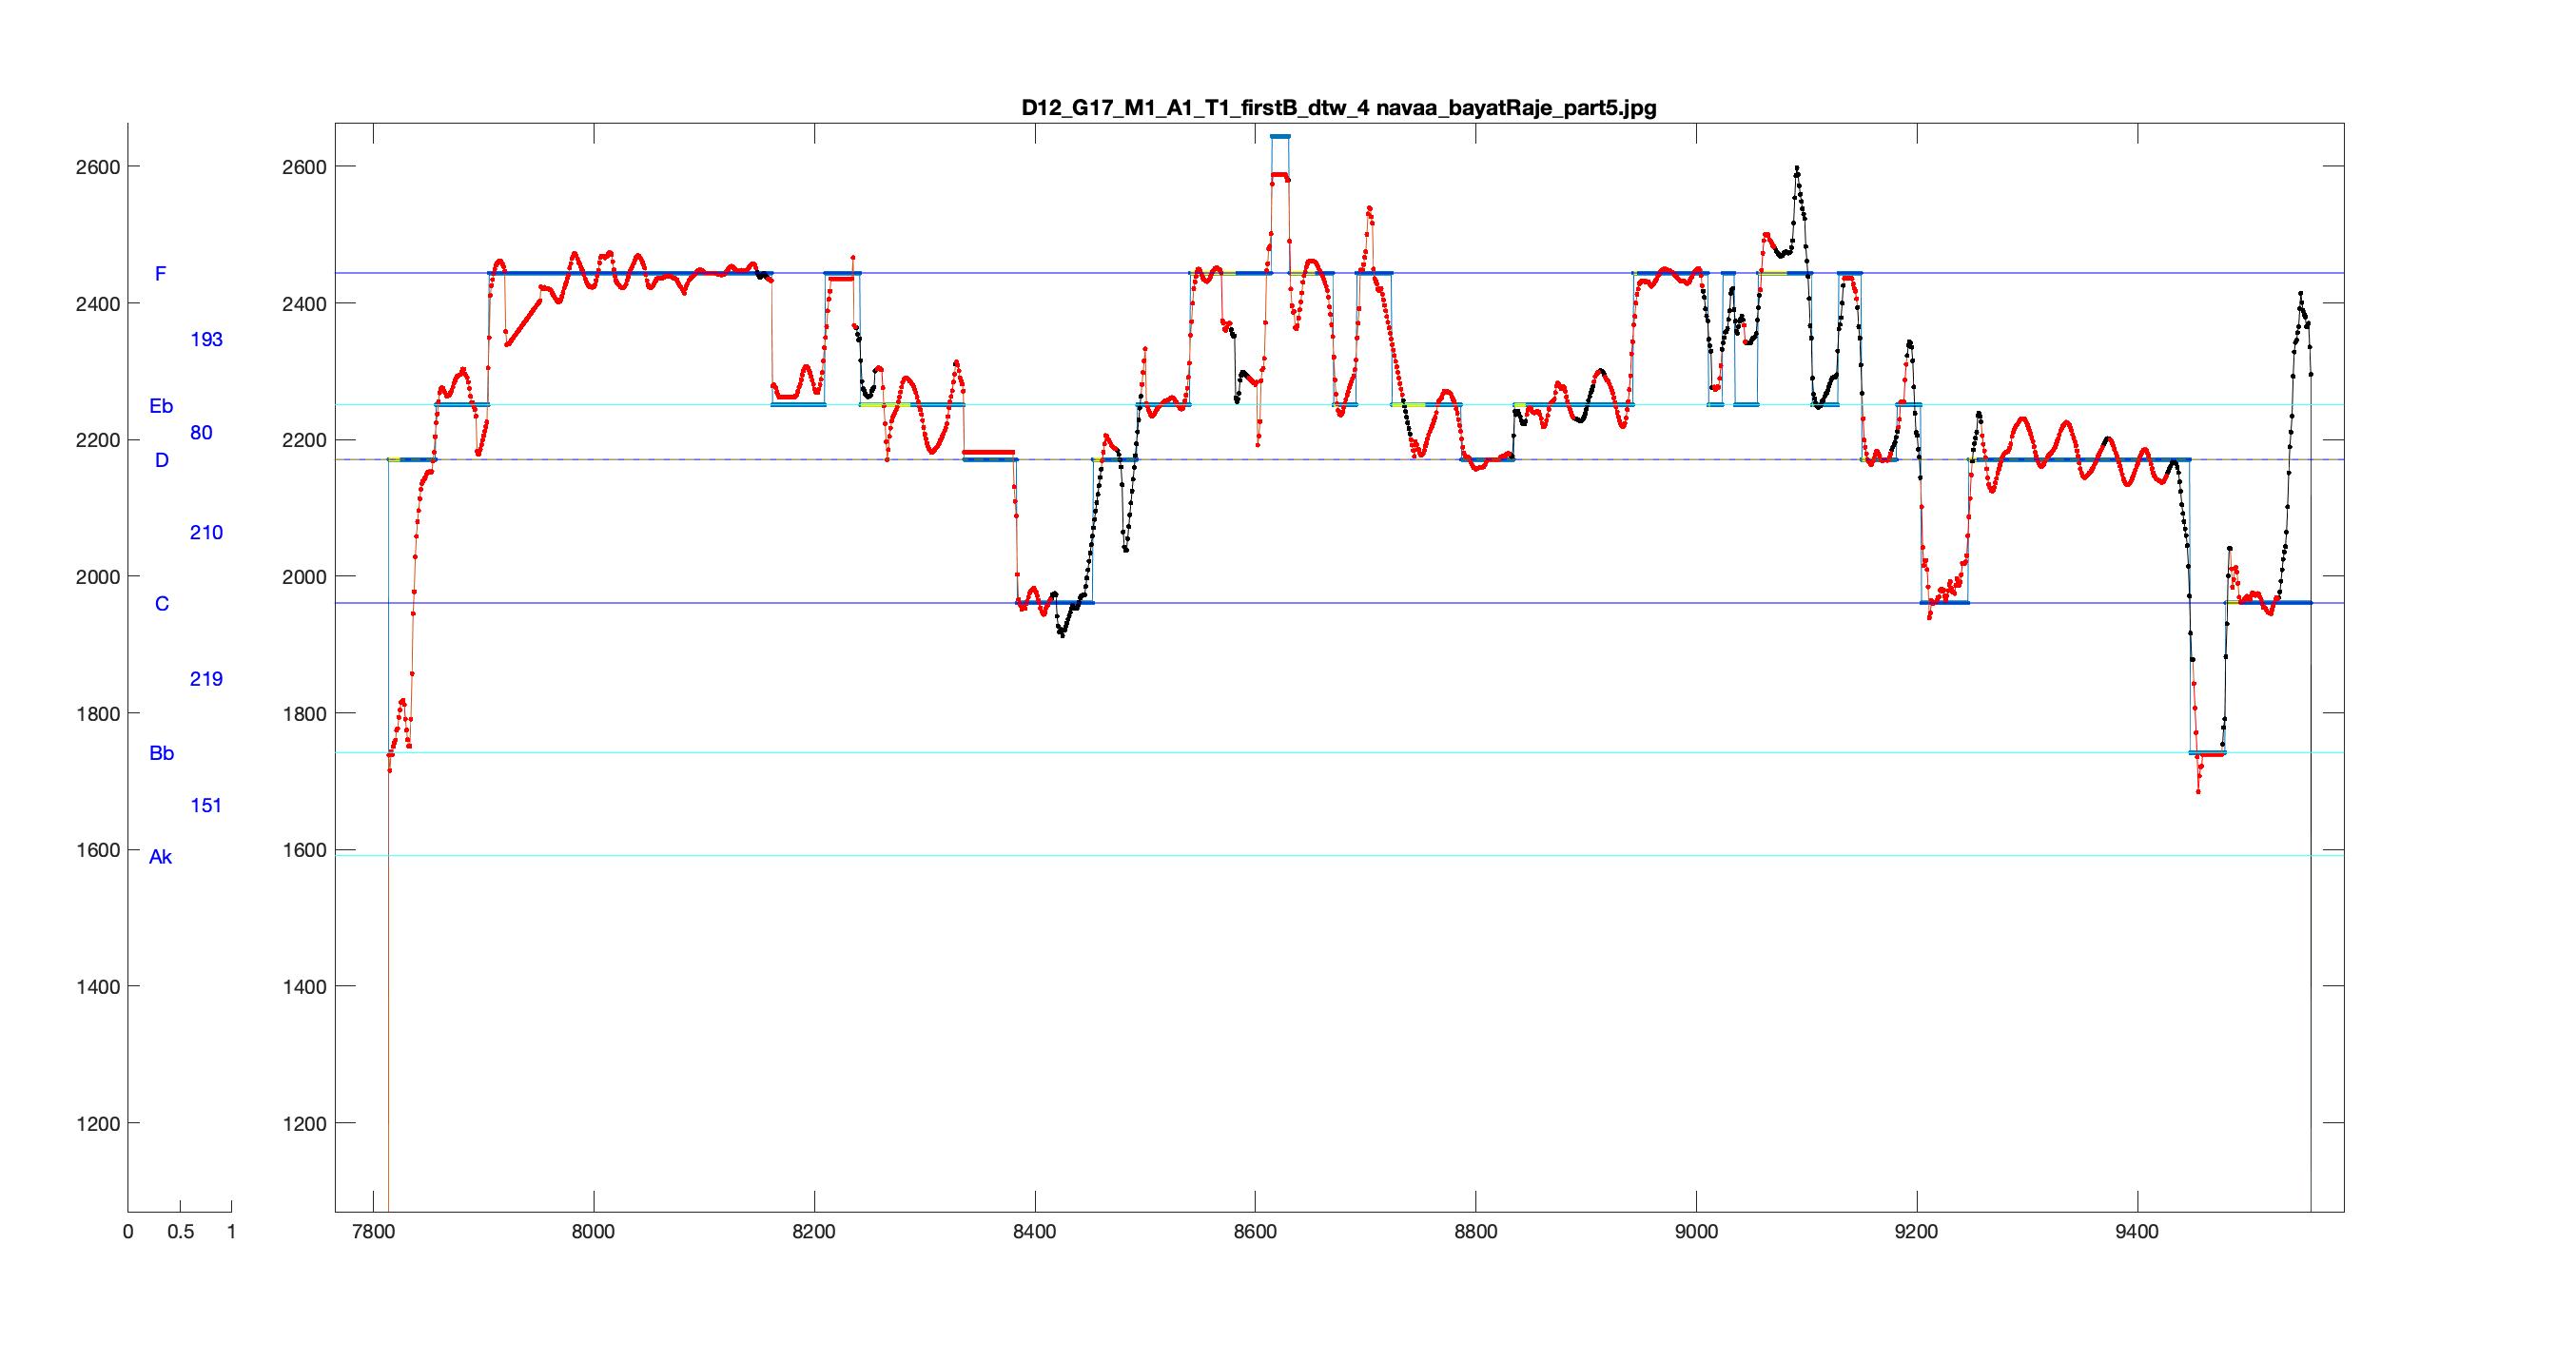 D12_G17_M1_A1_T1_firstB_dtw_4 navaa_bayatRaje_part5.jpg
2600 2600
F
2400 2400
193
Eb
80
2200 2200
D
210
2000 2000
C
219
1800 1800
Bb
151
1600 1600
Ak
1400 1400
1200 1200
0 0.5 1 7800 8000 8200 8400 8600 8800 9000 9200 9400